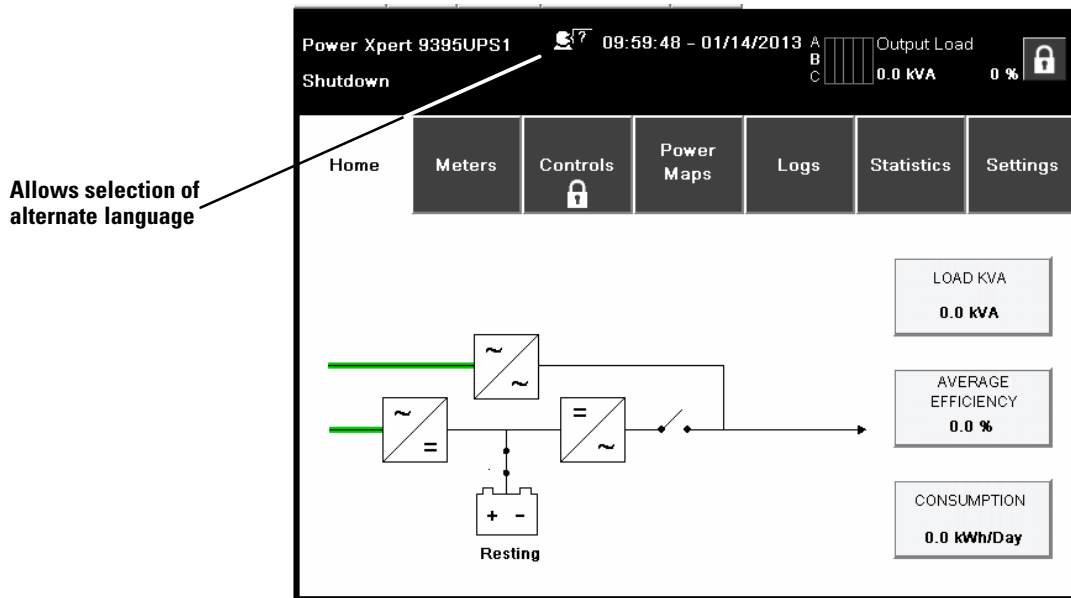 Power Xpert 9395UPS1
? 09:59:48 - 01/14/2013
Shutdown
A
B
C
Output Load
0.0 kVA 0 %
Home
Meters
Controls
Power
Maps
Logs
Statistics
Settings
Allows selection of
alternate language
LOAD KVA
0.0 kVA
~
~
AVERAGE
EFFICIENCY
0.0 %
~
=
=
~
+ -
Resting
CONSUMPTION
0.0 kWh/Day